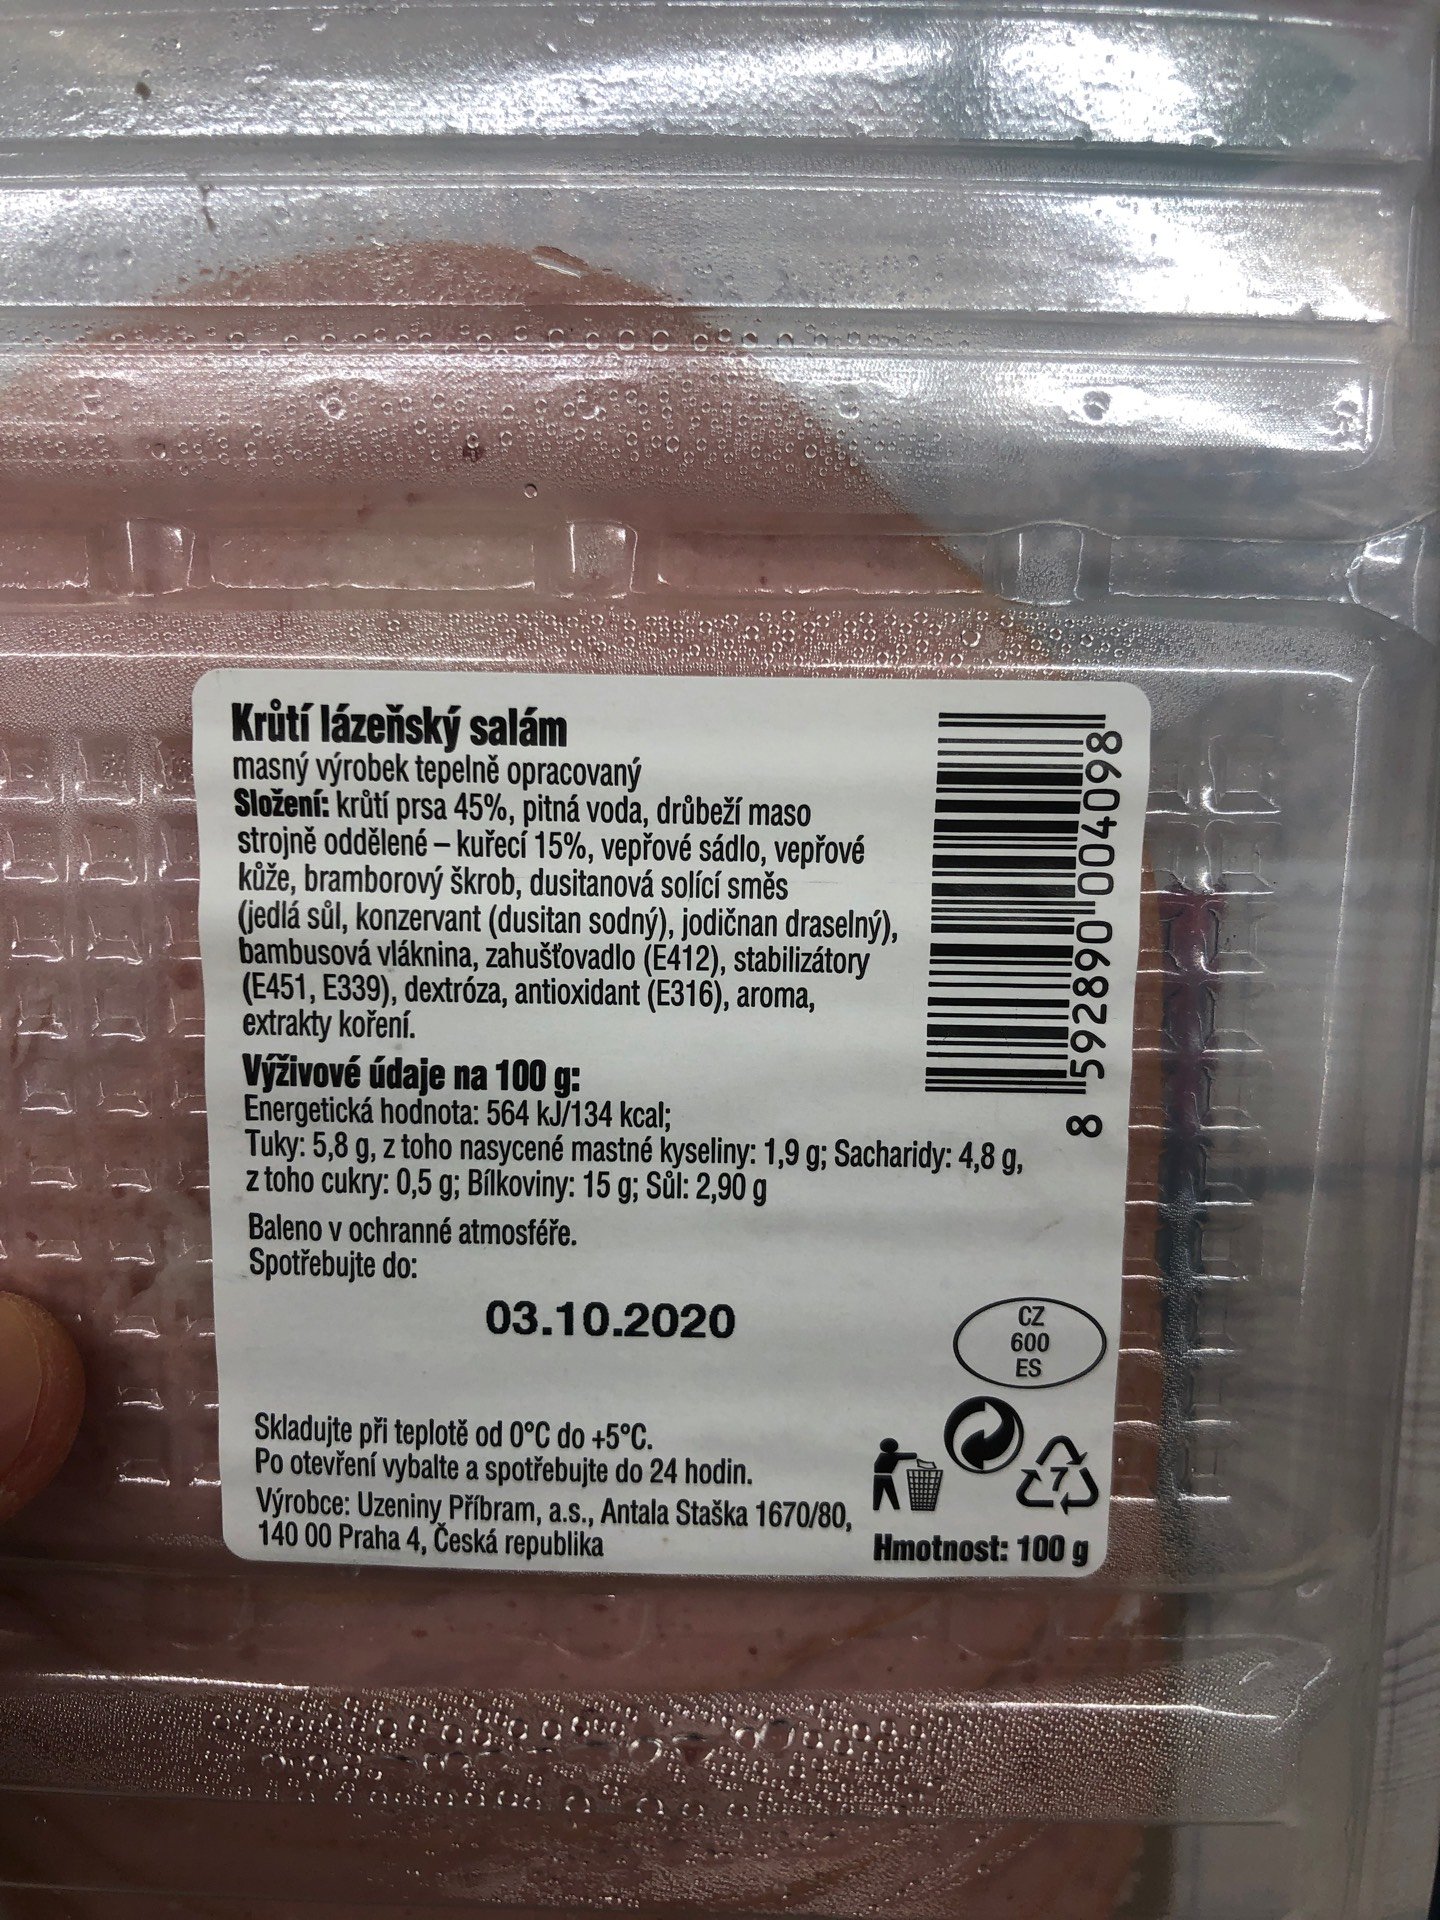 Krůtí lázeňský salám
masný výrobek tepelně opracovaný
Složení: krůtí prsa 45%, pitná voda, drůbeží maso
strojně oddělené – kuřecí 15%, vepřové sádlo, vepřové
kůže, bramborový škrob, dusitanová solící směs
(jedlá sůl, konzervant (dusitan sodný), jodičnan draselný),
bambusová vláknina, zahušťovadlo (E412), stabilizátory
(E451, E339), dextróza, antioxidant (E316), aroma,
extrakty koření.
Výživové údaje na 100 g:
Energetická hodnota: 564 kJ/134 kcal;
Tuky: 5,8 g, z toho nasycené mastné kyseliny: 1,9 g; Sacharidy: 4,8 g,
z toho cukry: 0,5 g; Bílkoviny: 15 g; Sůl: 2,90 g
Baleno v ochranné atmosféře.
Spotřebujte do:
03.10.2020
Skladujte při teplotě od 0°C do +5°C.
Po otevření vybalte a spotřebujte do 24 hodin.
Výrobce: Uzeniny Příbram, a.s., Antala Staška 1670/80,
140 00 Praha 4, Česká republika
8 592890 004098
CZ
600
ES
7
Hmotnost: 100 g